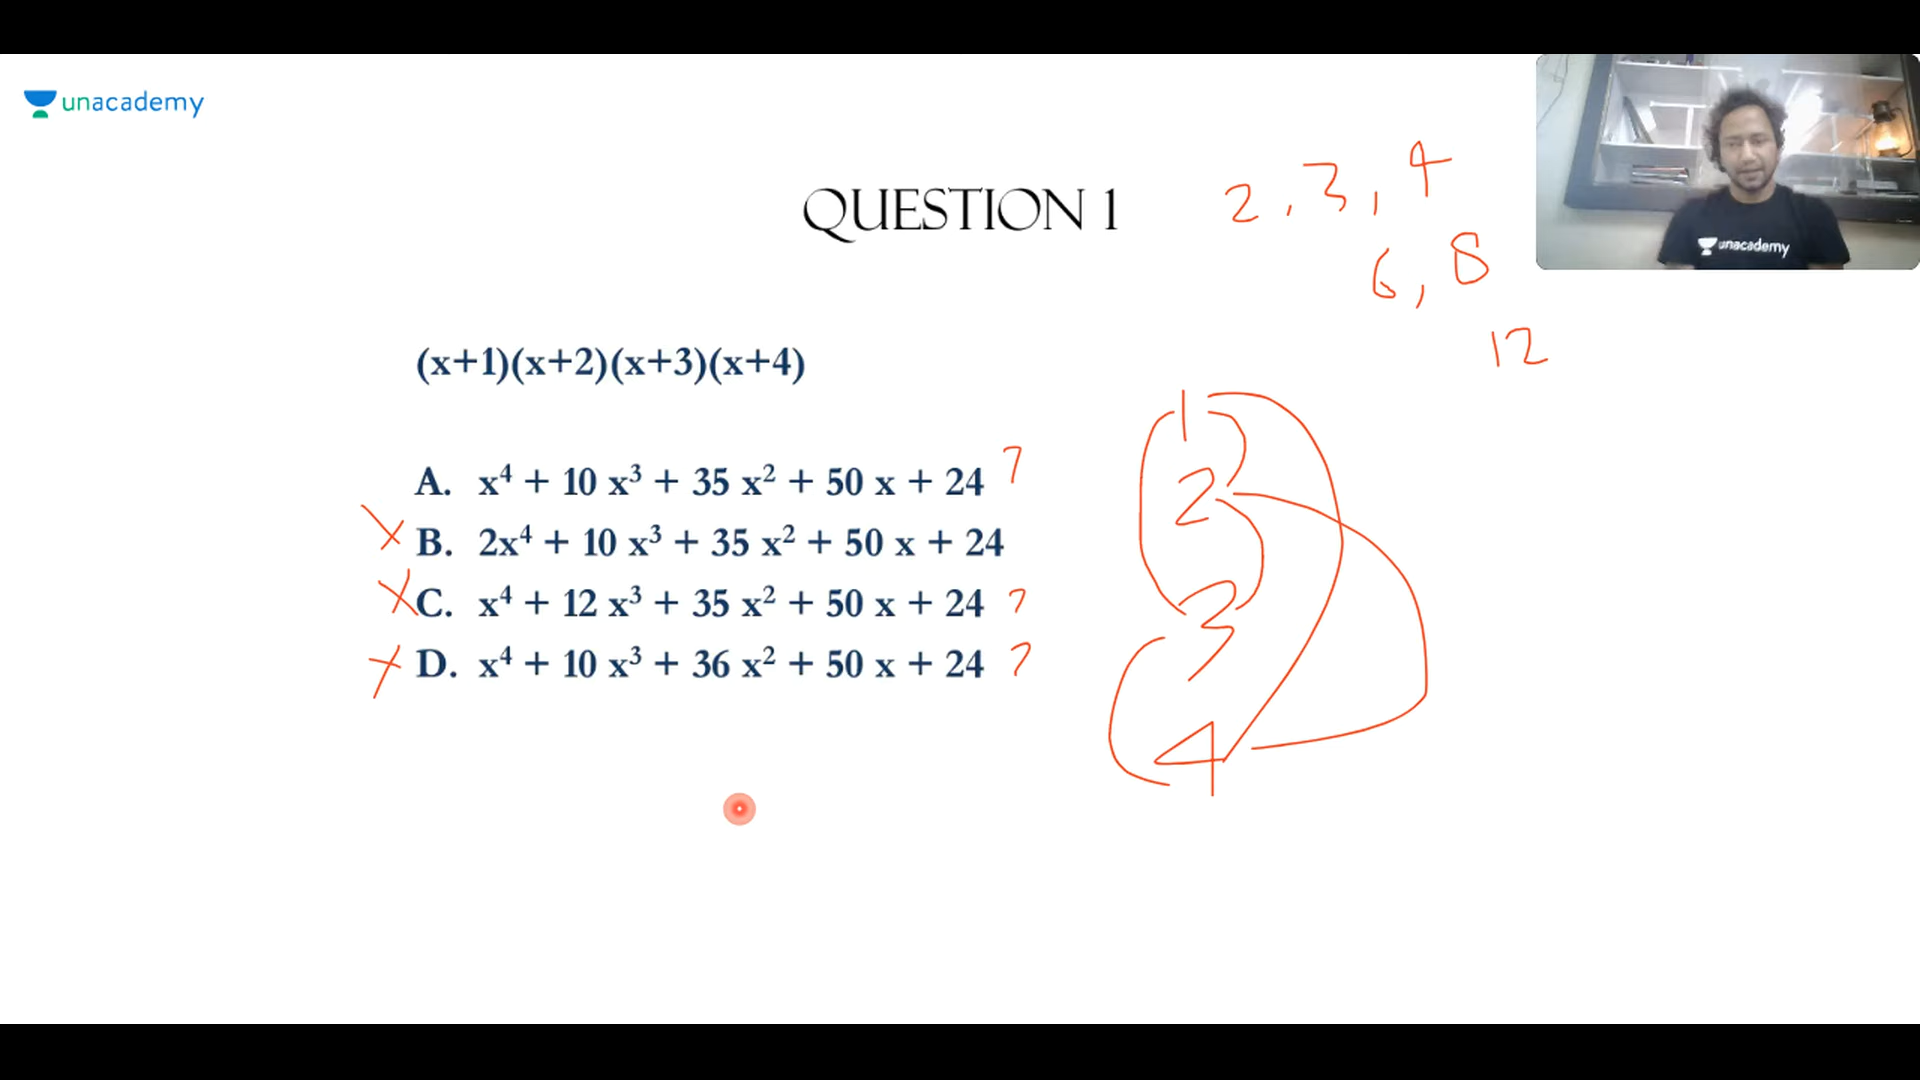 unacademy
unacademy
QUESTION 1
2, 3, 4
6, 8
12
(x+1)(x+2)(x+3)(x+4)
A. x⁴ + 10 x³ + 35 x² + 50 x + 24 ?
X B. 2x⁴ + 10 x³ + 35 x² + 50 x + 24
X C. x⁴ + 12 x³ + 35 x² + 50 x + 24 ?
X D. x⁴ + 10 x³ + 36 x² + 50 x + 24 ?
1
2
3
4